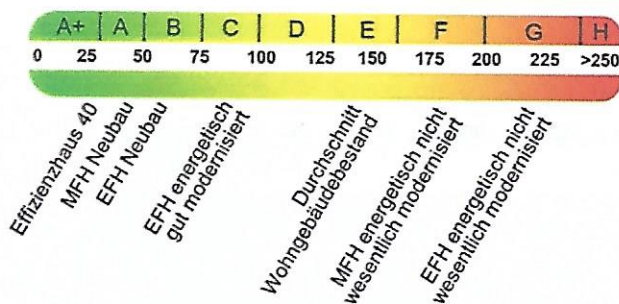 A+ A B C D E F G H
0 25 50 75 100 125 150 175 200 225 >250
Effizienzhaus 40
MFH Neubau
EFH Neubau
EFH energetisch
gut modernisiert
Durchschnitt
Wohngebäudebestand
MFH energetisch nicht
wesentlich modernisiert
EFH energetisch nicht
wesentlich modernisiert